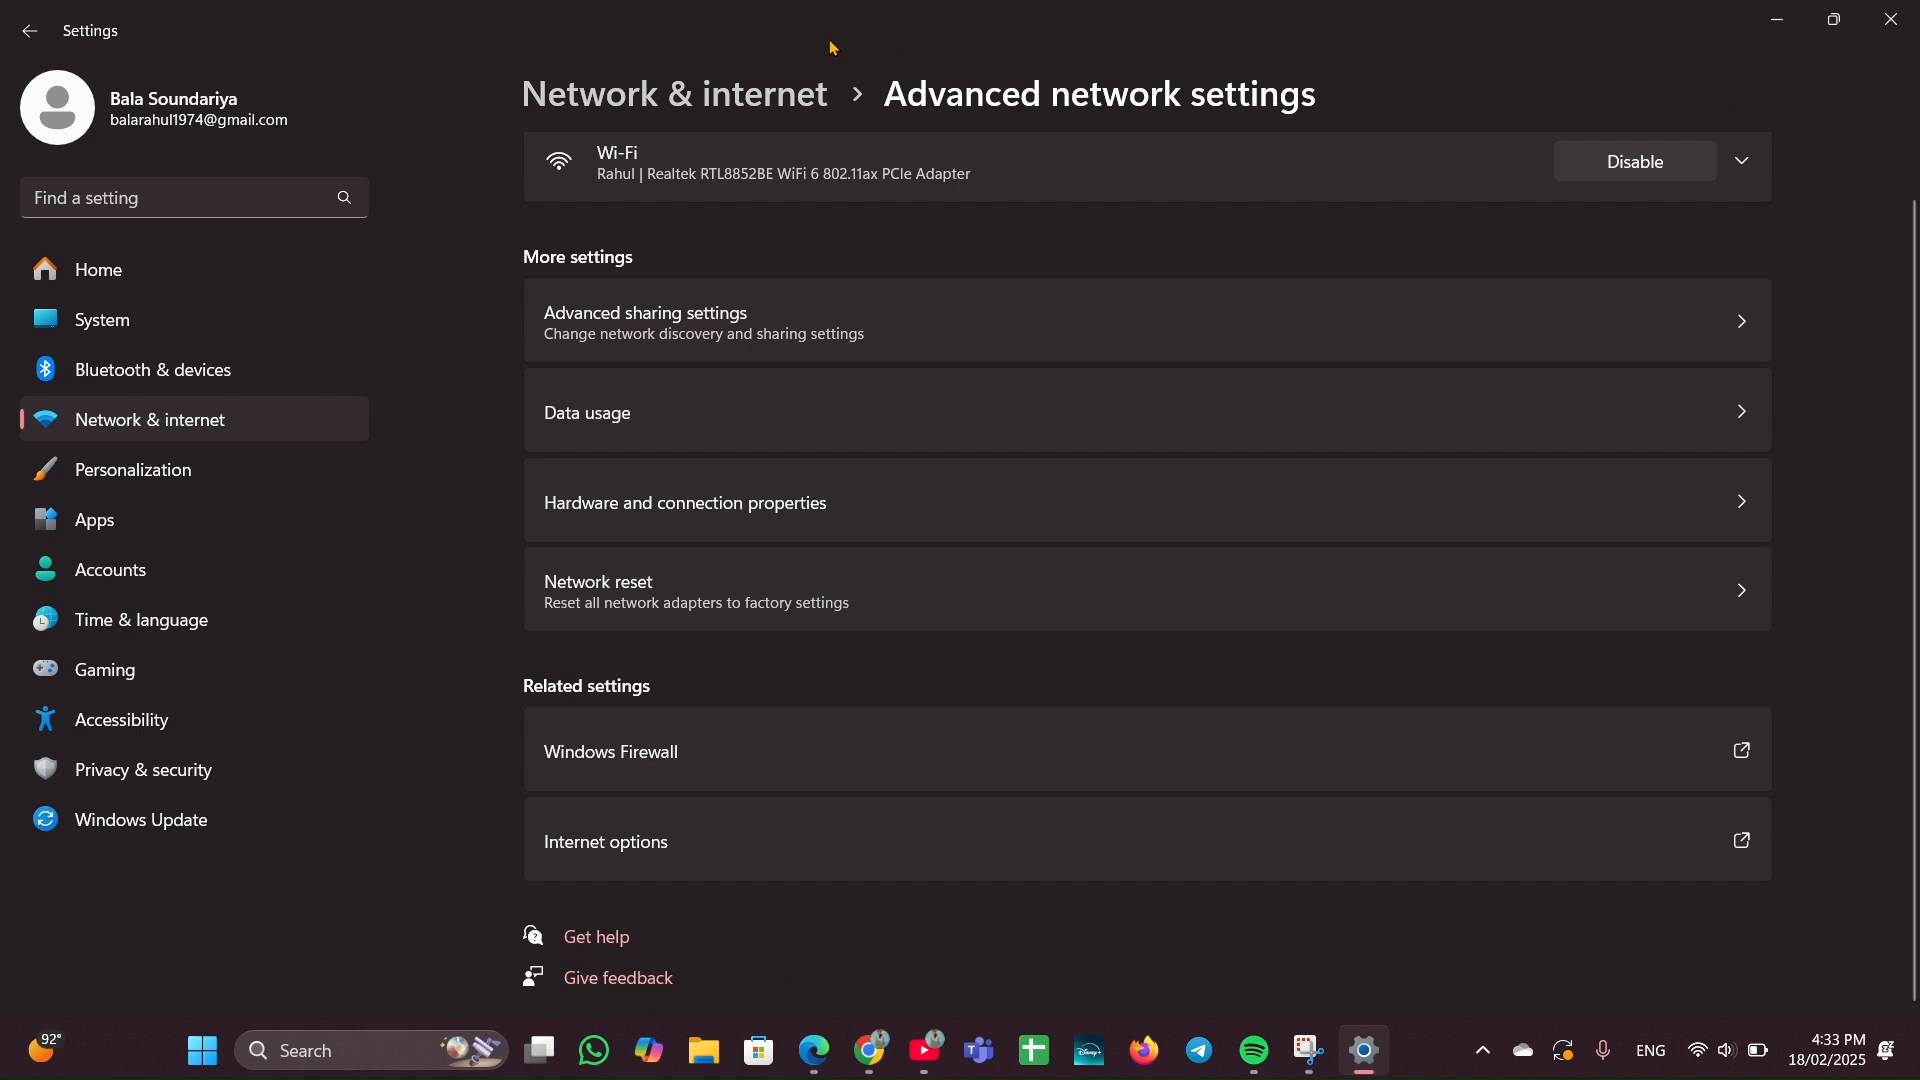 Settings
Bala Soundariya
balarahul1974@gmail.com
Find a setting
Home
System
Bluetooth & devices
Network & internet
Personalization
Apps
Accounts
Time & language
Gaming
Accessibility
Privacy & security
Windows Update
Network & internet > Advanced network settings
Wi-Fi
Rahul | Realtek RTL8852BE WiFi 6 802.11ax PCIe Adapter
Disable
More settings
Advanced sharing settings
Change network discovery and sharing settings
Data usage
Hardware and connection properties
Network reset
Reset all network adapters to factory settings
Related settings
Windows Firewall
Internet options
Get help
Give feedback
92°
Search
Disney+
ENG
4:33 PM
18/02/2025